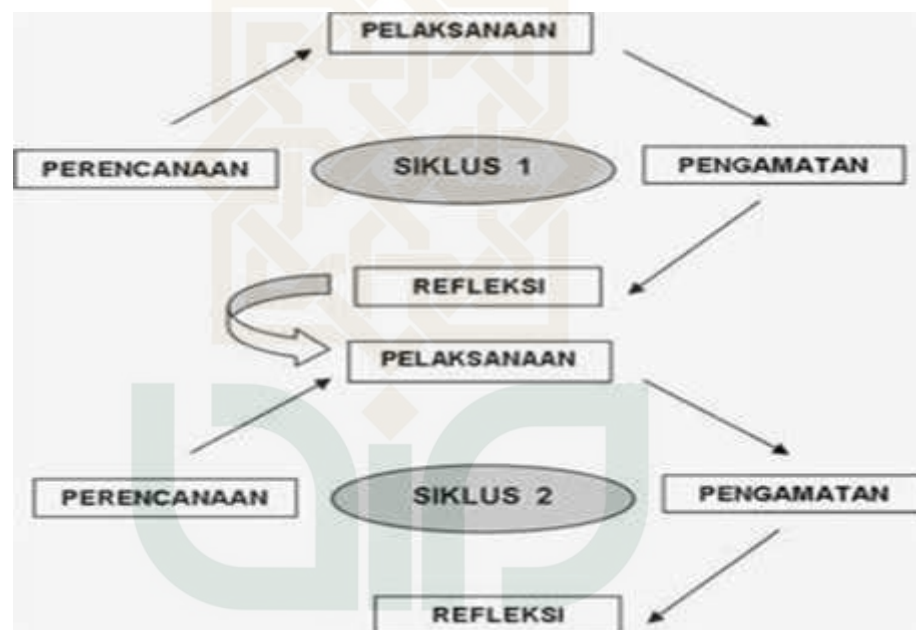 PELAKSANAAN
PERENCANAAN
SIKLUS 1
PENGAMATAN
REFLEKSI
PELAKSANAAN
PERENCANAAN
SIKLUS 2
PENGAMATAN
REFLEKSI